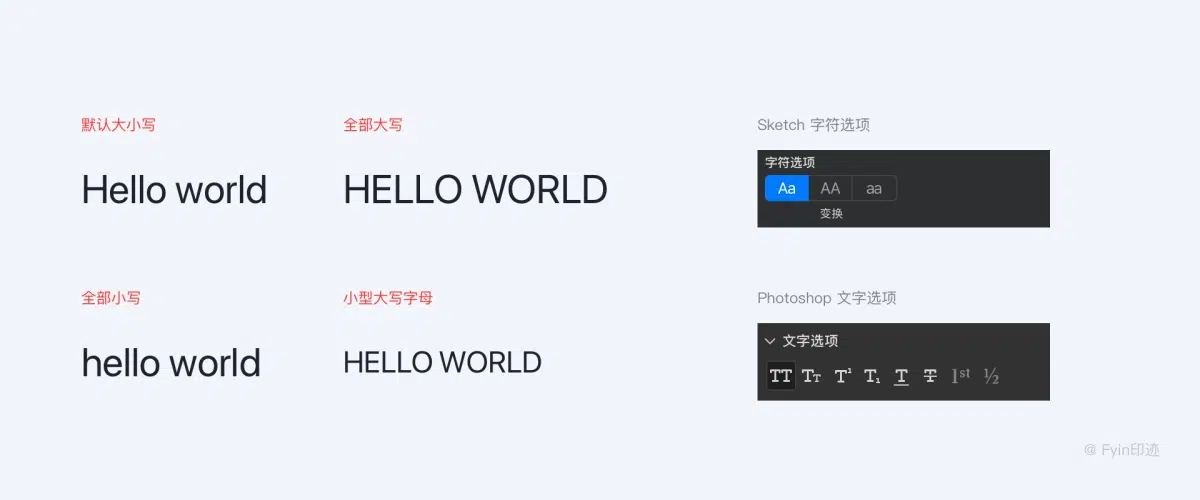 默认大小写
全部大写
Sketch 字符选项
Hello world
HELLO WORLD
字符选项
Aa AA aa
变换
全部小写
小型大写字母
Photoshop 文字选项
hello world
HELLO WORLD
文字选项
TT Tт T¹ T₁ T T 1st ½
@ Fyin印迹